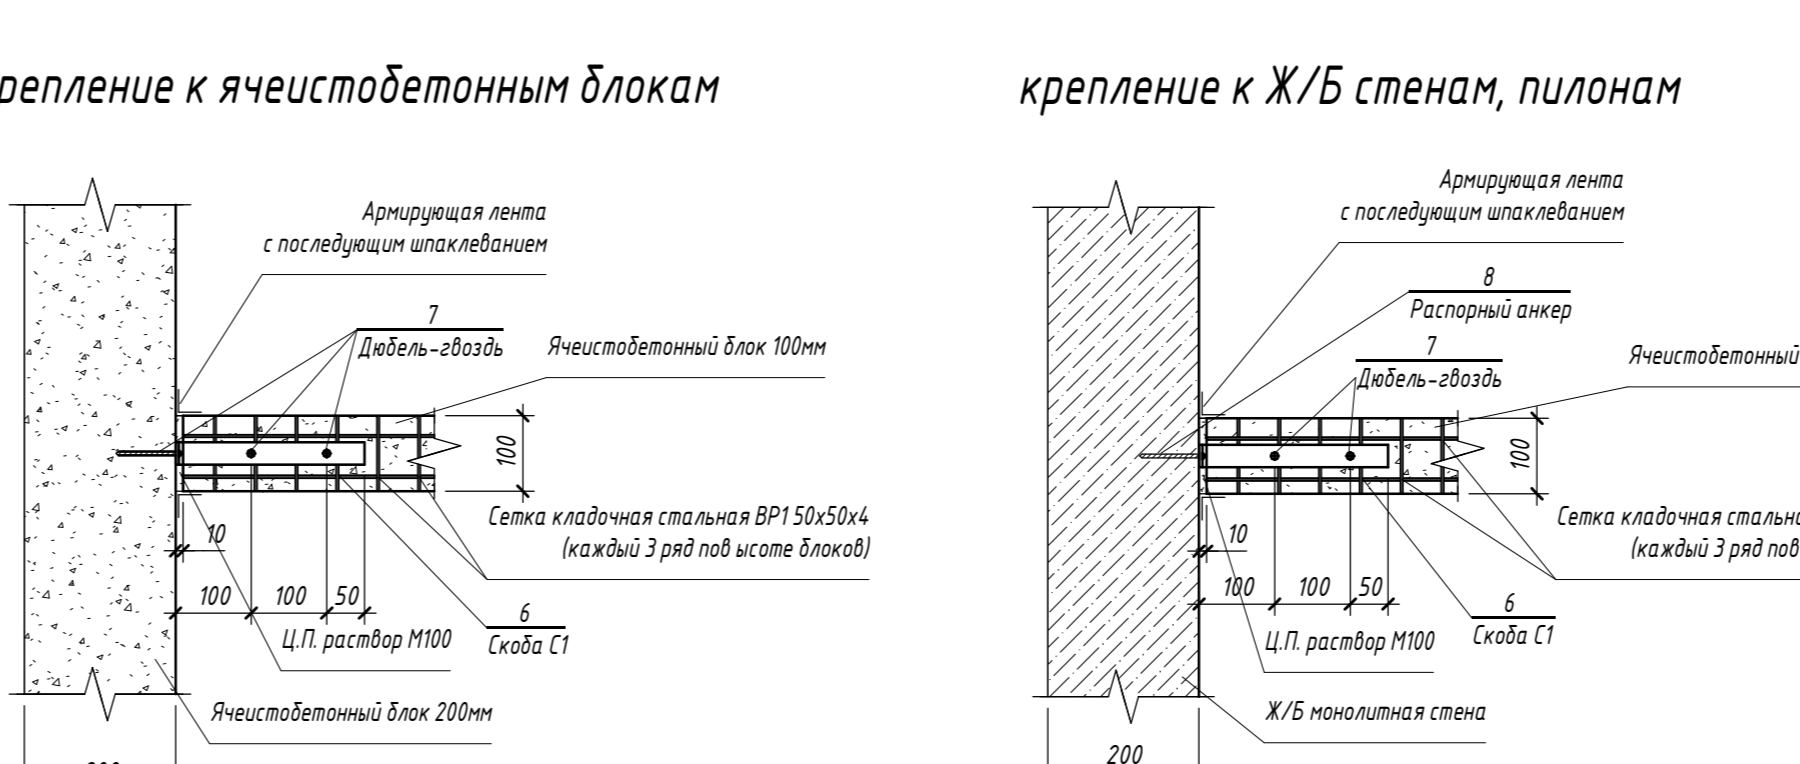 репление к ячеистобетонным блокам
Армирующая лента
с последующим шпаклеванием
7
Дюбель-гвоздь
Ячеистобетонный блок 100мм
100
Сетка кладочная стальная ВР1 50х50х4
(каждый 3 ряд пов ысоте блоков)
10
100
100
50
6
Скоба С1
Ц.П. раствор М100
Ячеистобетонный блок 200мм
крепление к Ж/Б стенам, пилонам
Армирующая лента
с последующим шпаклеванием
8
Распорный анкер
7
Дюбель-гвоздь
Ячеистобетонный
100
Сетка кладочная стально
(каждый 3 ряд пов
10
100
100
50
6
Скоба С1
Ц.П. раствор М100
Ж/Б монолитная стена
200